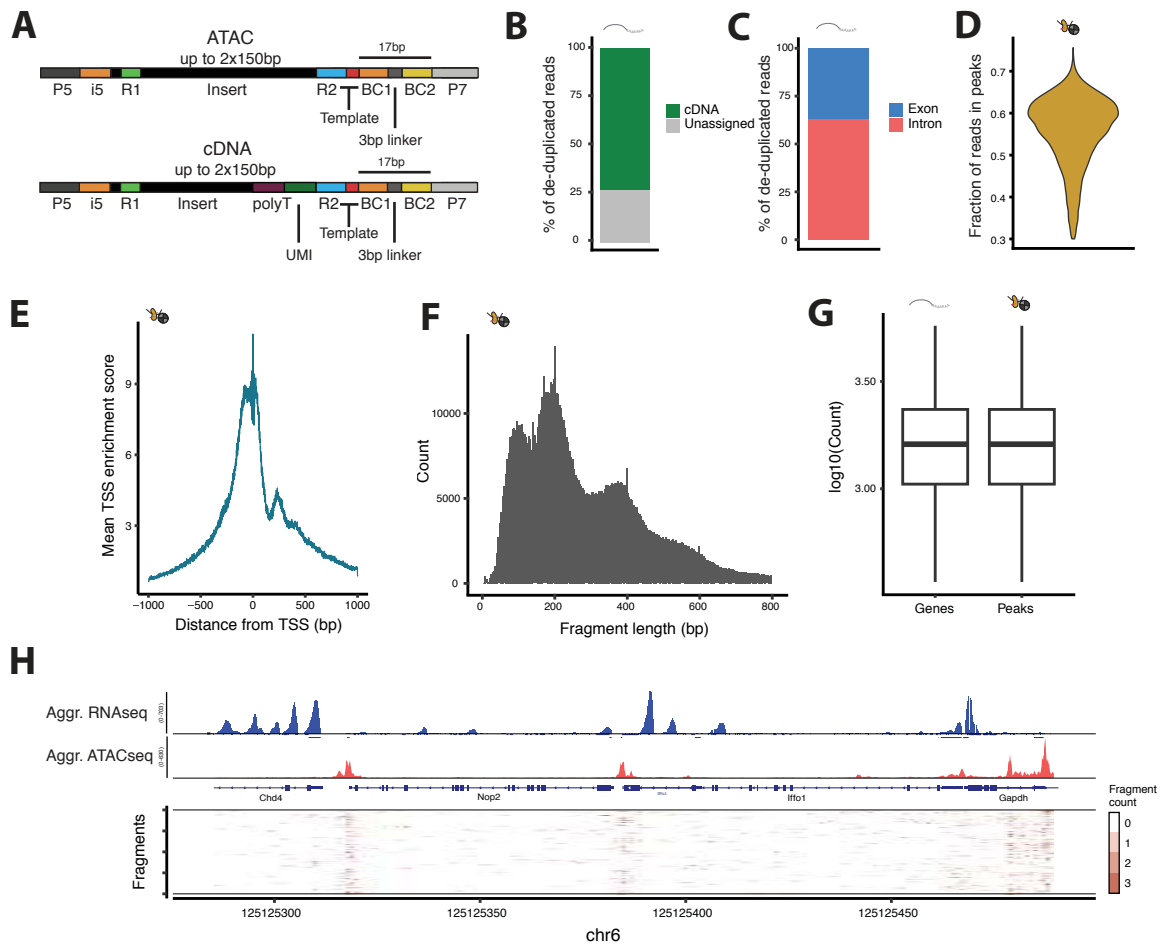 A
ATAC
up to 2x150bp
17bp
P5 i5 R1 Insert R2 BC1 BC2 P7
Template
3bp linker
cDNA
up to 2x150bp
17bp
P5 i5 R1 Insert polyT R2 BC1 BC2 P7
Template
UMI 3bp linker
B
% of de-duplicated reads
100
75
50
25
0
cDNA
Unassigned
C
% of de-duplicated reads
100
75
50
25
0
Exon
Intron
D
Fraction of reads in peaks
0.7
0.6
0.5
0.4
0.3
E
Mean TSS enrichment score
9
6
3
−1000 −500 0 500 1000
Distance from TSS (bp)
F
Count
10000
5000
0
0 200 400 600 800
Fragment length (bp)
G
log10(Count)
3.50
3.00
Genes Peaks
H
Aggr. RNAseq
(0-703)
Aggr. ATACseq
(0-600)
Chd4 Nop2 Iffo1 Gapdh
Fragments
Fragment
count
0
1
2
3
125125300 125125350 125125400 125125450
chr6